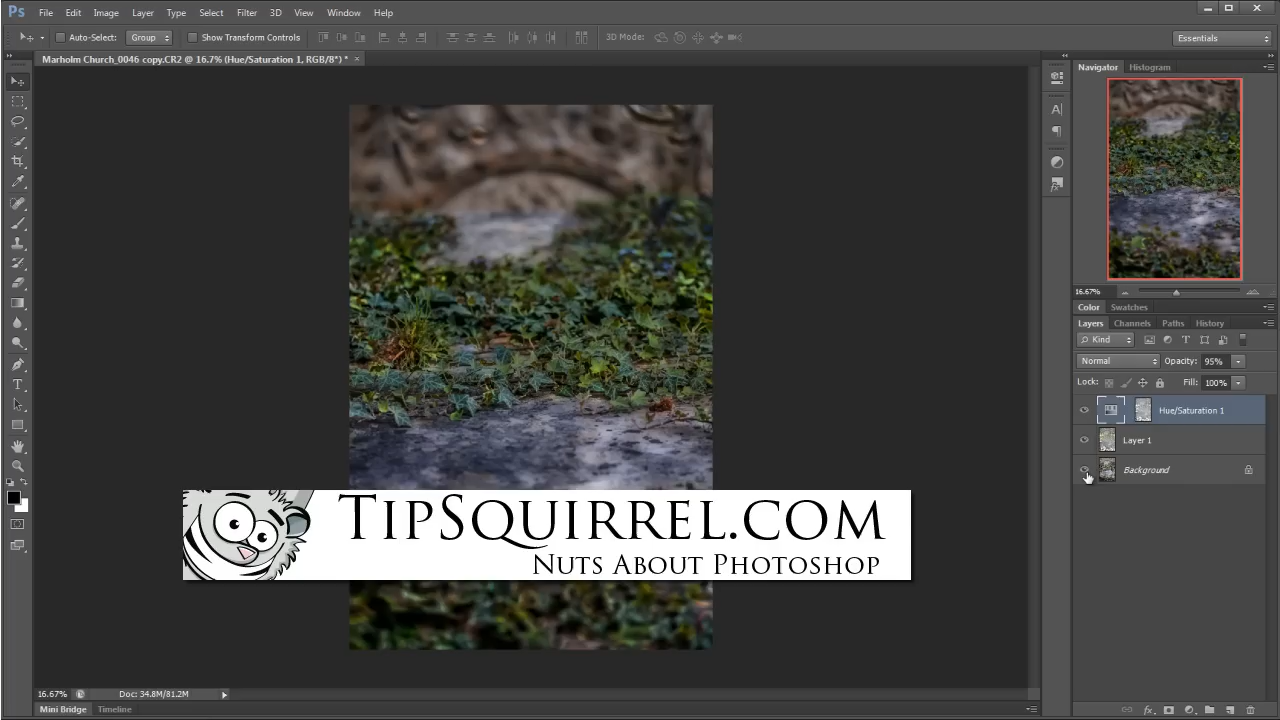 Ps File Edit Image Layer Type Select Filter 3D View Window Help
Auto-Select: Group Show Transform Controls 3D Mode: Essentials
Marholm Church_0046 copy.CR2 @ 16.7% (Hue/Saturation 1, RGB/8*) * ×
Navigator Histogram
16.67%
Color Swatches
Layers Channels Paths History
Kind
Normal Opacity: 95%
Lock: Fill: 100%
Hue/Saturation 1
Layer 1
Background
TipSquirrel.com
Nuts About Photoshop
16.67% Doc: 34.8M/81.2M
Mini Bridge Timeline